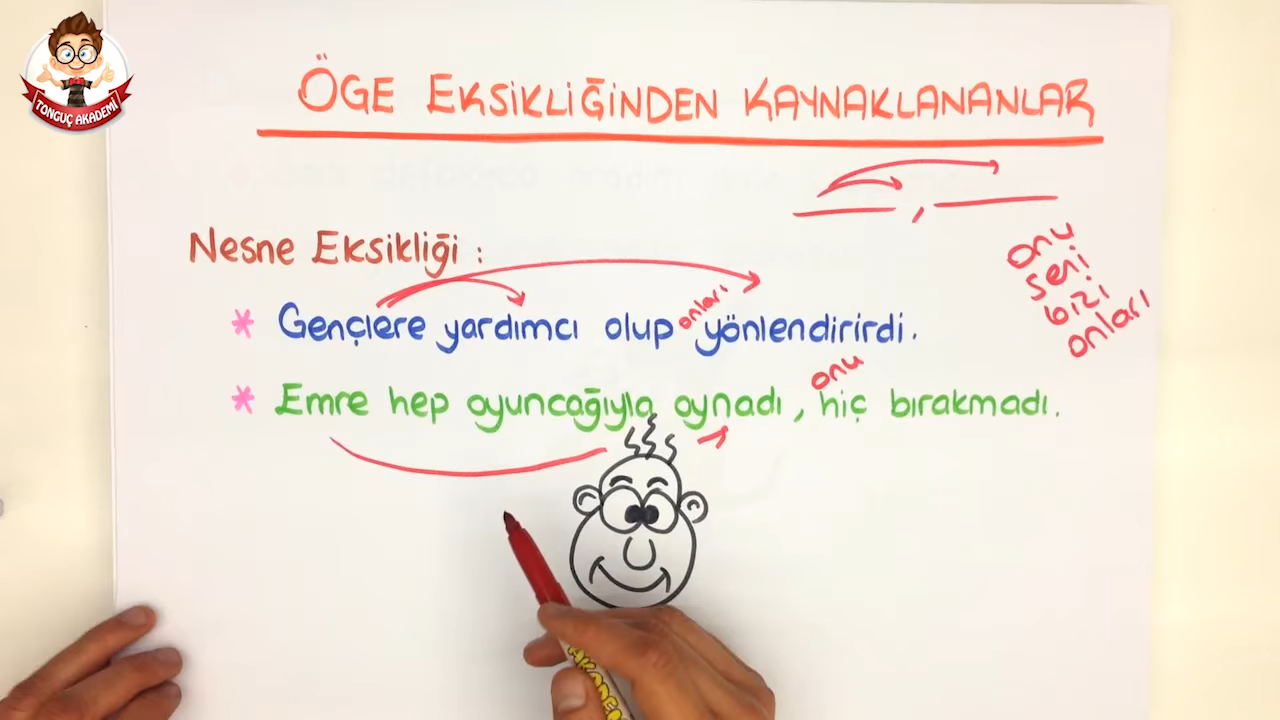 TONGUÇ AKADEMİ
ÖGE EKSİKLİĞİNDEN KAYNAKLANANLAR
Nesne Eksikliği :
onu
seni
bizi
onları
onları
* Gençlere yardımcı olup yönlendirirdi.
onu
* Emre hep oyuncağıyla oynadı, hiç bırakmadı.